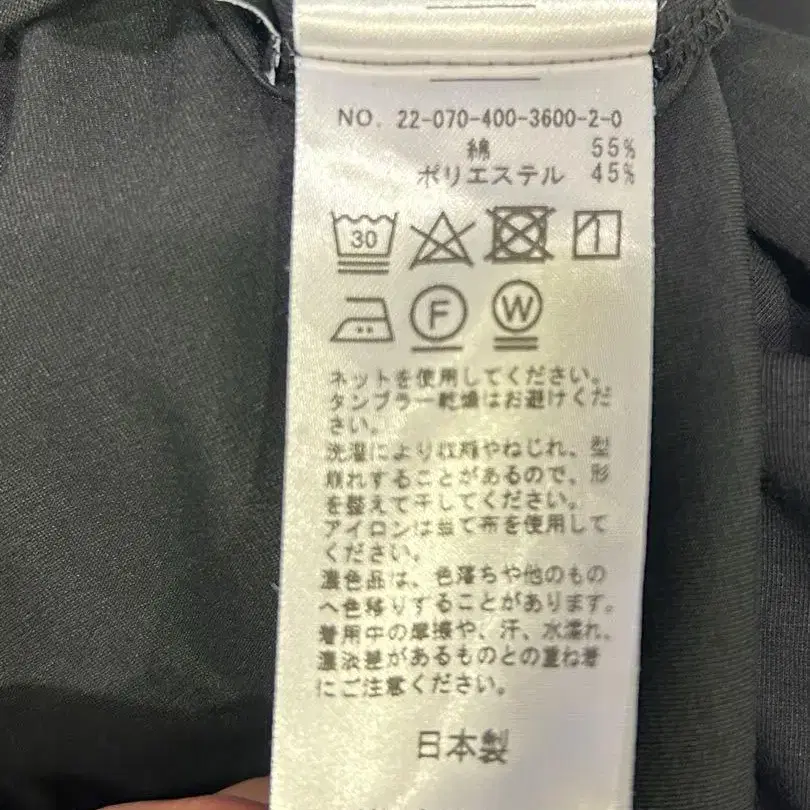 NO. 22-070-400-3600-2-0
綿 55%
ポリエステル 45%
30
F
W
ネットを使用してください。
タンブラー乾燥はお避けくだ
さい。
洗濯により収縮やねじれ、型
崩れすることがあるので、形
を整えて干してください。
アイロンは当て布を使用して
ください。
濃色品は、色落ちや他のもの
へ色移りすることがあります。
着用中の摩擦や、汗、水濡れ、
濃淡差があるものとの重ね着
にご注意ください。
日本製